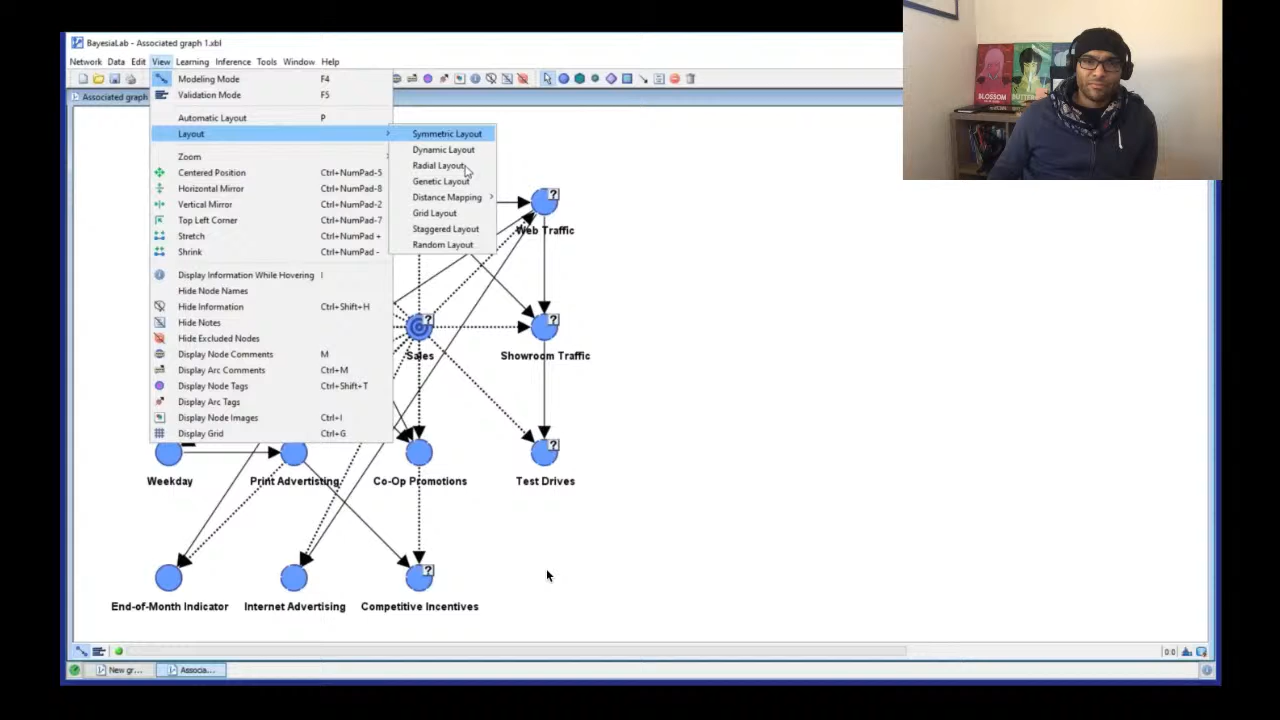 BayesiaLab - Associated graph 1.xbl
Network Data Edit View Learning Inference Tools Window Help
Associated graph
Modeling Mode F4
Validation Mode F5
Automatic Layout P
Layout
Zoom
Centered Position Ctrl+NumPad-5
Horizontal Mirror Ctrl+NumPad-8
Vertical Mirror Ctrl+NumPad-2
Top Left Corner Ctrl+NumPad-7
Stretch Ctrl+NumPad +
Shrink Ctrl+NumPad -
Display Information While Hovering I
Hide Node Names
Hide Information Ctrl+Shift+H
Hide Notes
Hide Excluded Nodes
Display Node Comments M
Display Arc Comments Ctrl+M
Display Node Tags Ctrl+Shift+T
Display Arc Tags
Display Node Images Ctrl+I
Display Grid Ctrl+G
Symmetric Layout
Dynamic Layout
Radial Layout
Genetic Layout
Distance Mapping
Grid Layout
Staggered Layout
Random Layout
?
Web Traffic
? ?
Sales Showroom Traffic
?
Weekday Print Advertisting Co-Op Promotions Test Drives
?
End-of-Month Indicator Internet Advertising Competitive Incentives
New gr... Associa...
BLOSSOM